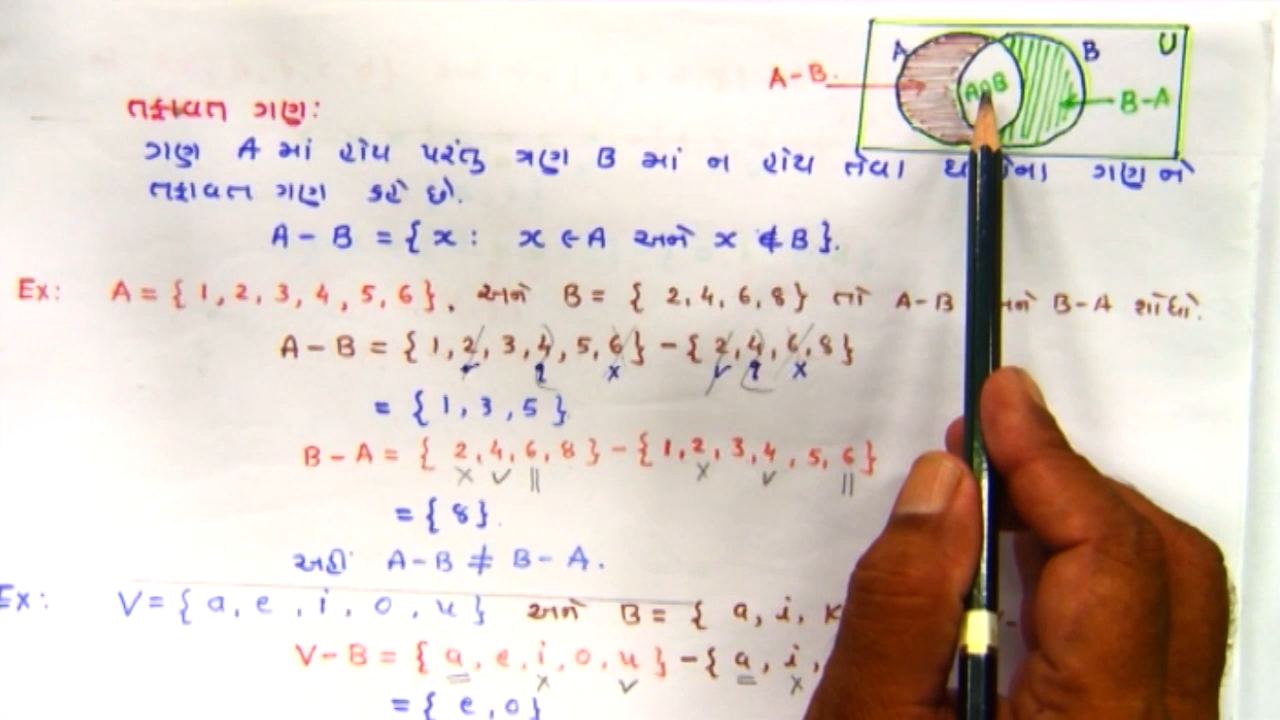 A U B
A-B. A∩B B-A
તફાવત ગણ:
ગણ A માં હોય પરંતુ ગણ B માં ન હોય તેવા ગણને
તફાવત ગણ કહે છે.
A - B = { x : x ∈ A અને x ∉ B }.
Ex: A = { 1, 2, 3, 4, 5, 6 }. અને B = { 2, 4, 6, 8 } તો A-B B-A શોધો.
A - B = { 1, 2, 3, 4, 5, 6 } - { 2, 4, 6, 8 }
= { 1, 3, 5 }
B - A = { 2, 4, 6, 8 } - { 1, 2, 3, 4, 5, 6 }
= { 8 }.
અહીં A-B ≠ B-A.
Ex: V = { a, e, i, o, u } અને B = { a, i, K
V-B = { a, e, i, o, u } - { a, i,
= { e, o }